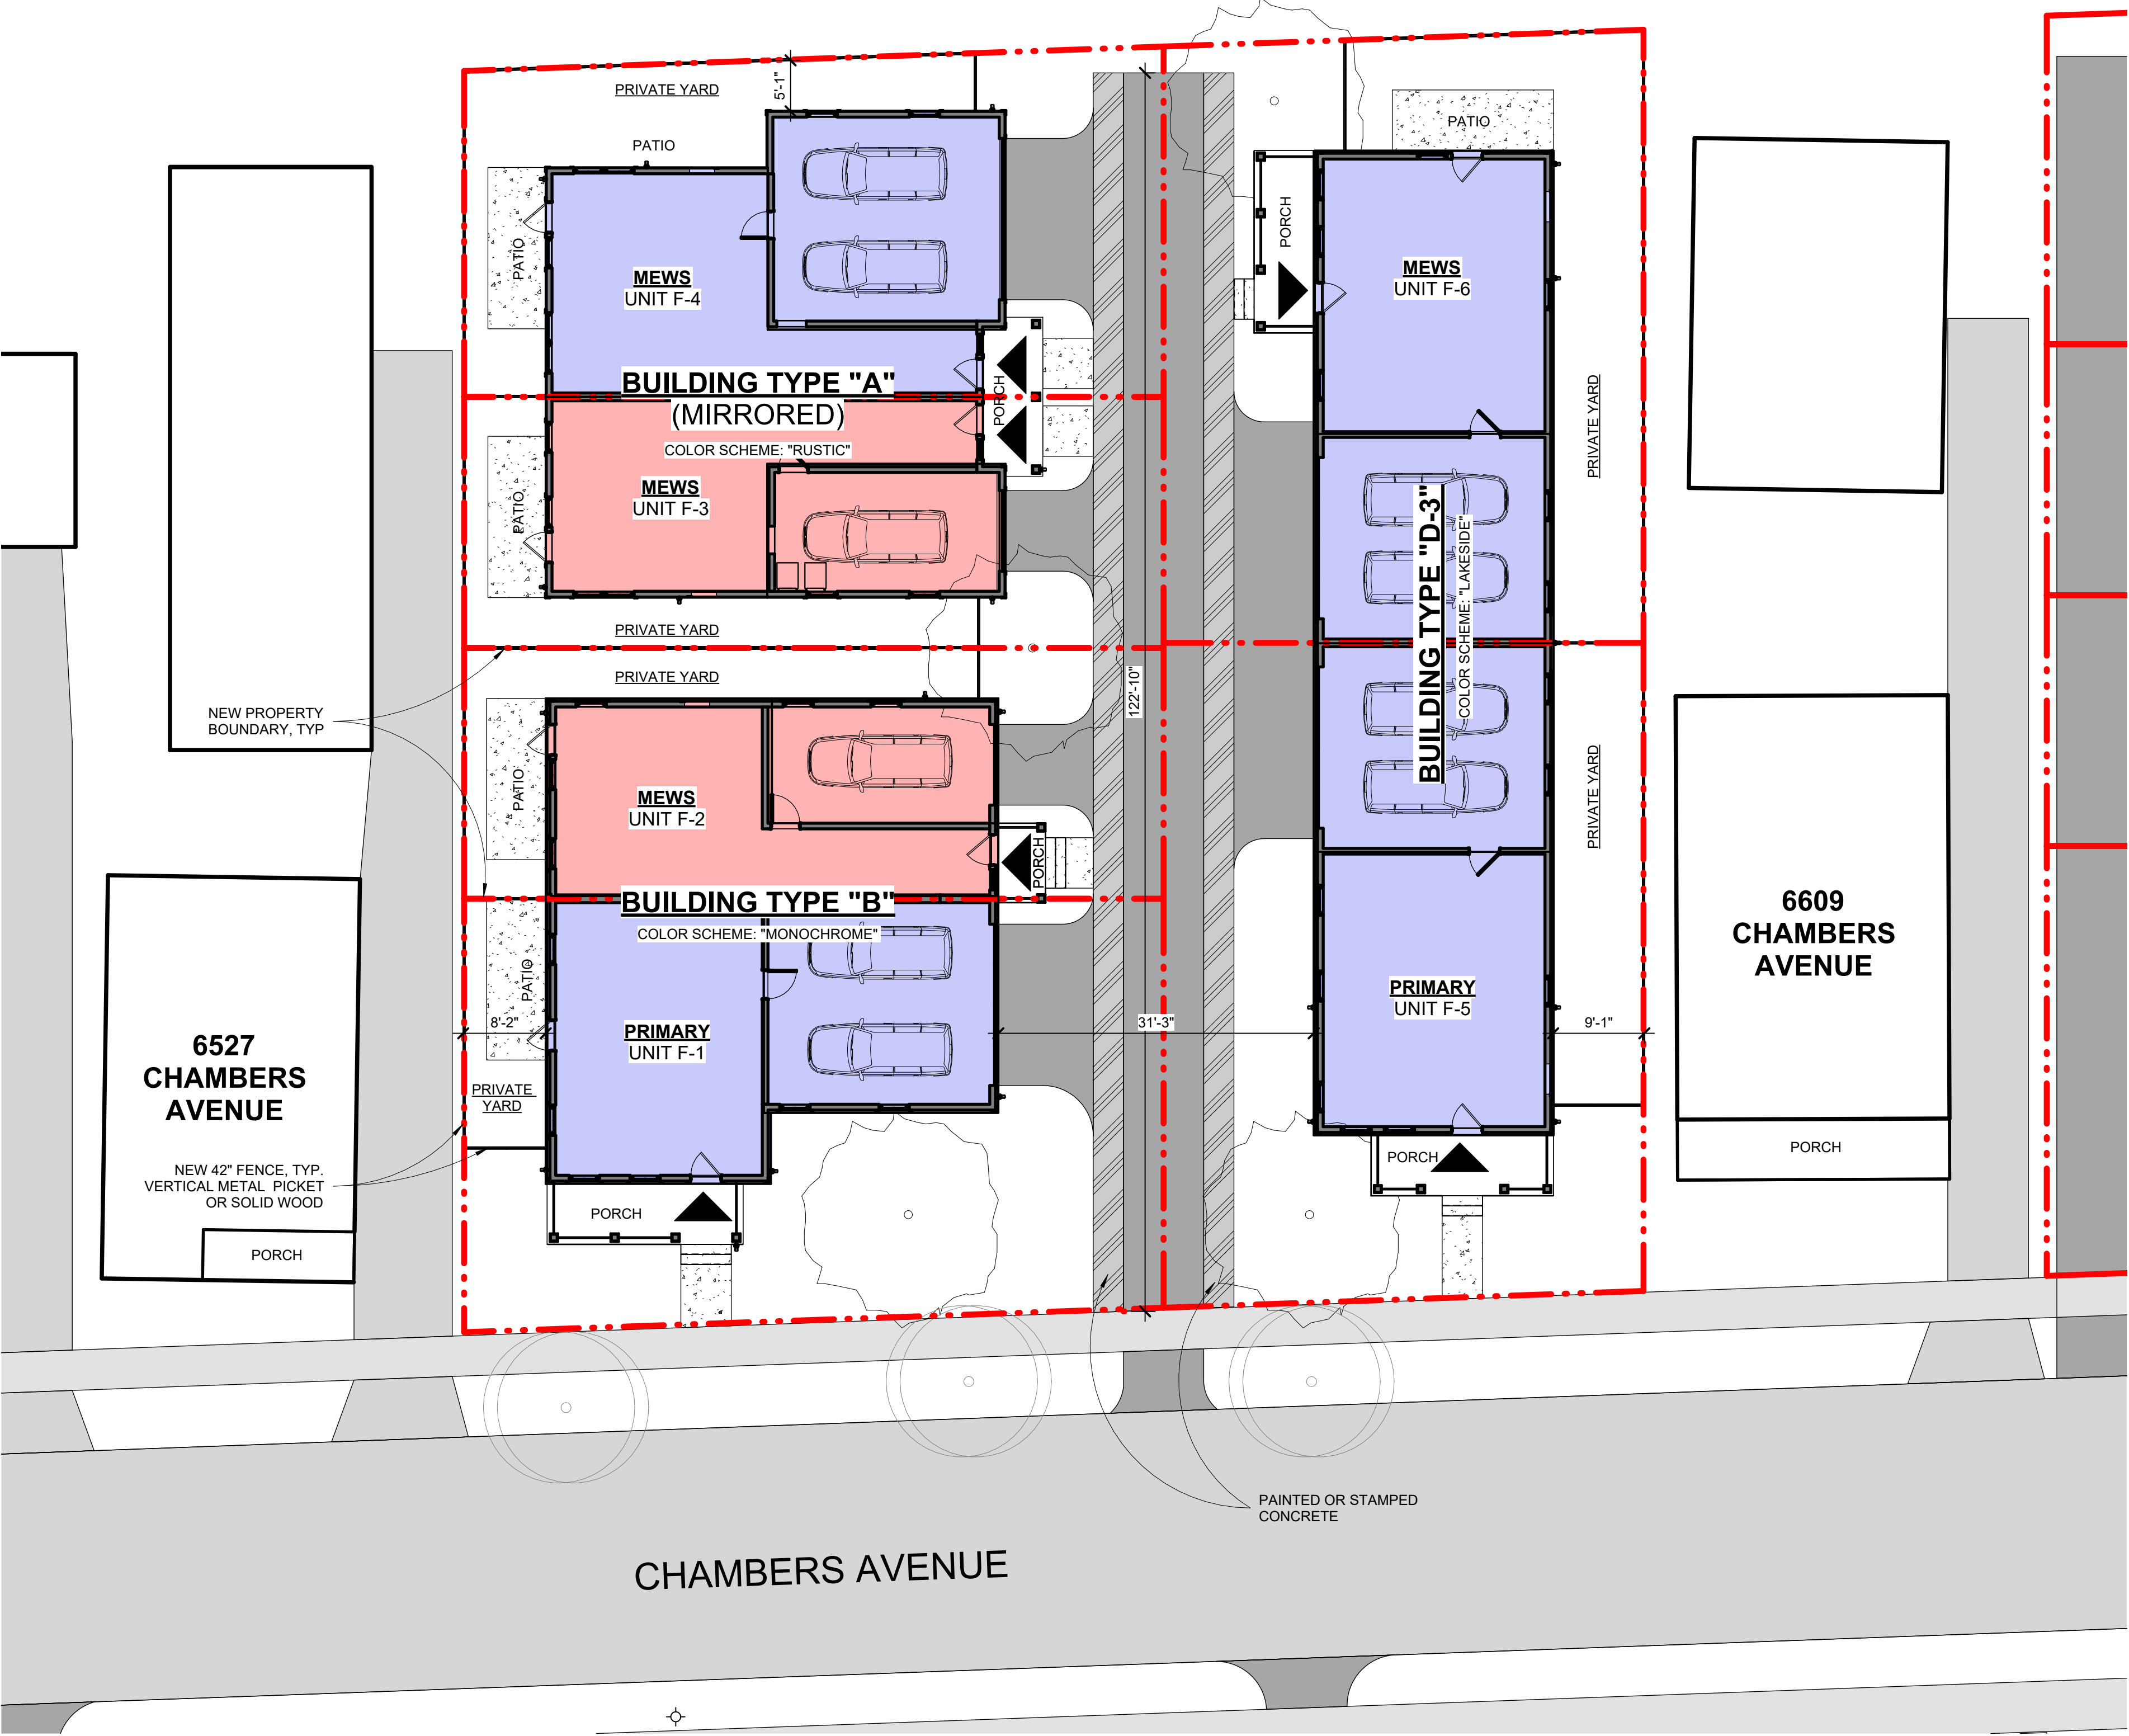 PRIVATE YARD
5'-1"
PATIO
PATIO
MEWS
UNIT F-4
PORCH
BUILDING TYPE "A"
(MIRRORED)
COLOR SCHEME: "RUSTIC"
MEWS
UNIT F-3
PATIO
PRIVATE YARD
PRIVATE YARD
NEW PROPERTY
BOUNDARY, TYP
PATIO
MEWS
UNIT F-2
PORCH
BUILDING TYPE "B"
COLOR SCHEME: "MONOCHROME"
PATIO
8'-2"
PRIMARY
UNIT F-1
PRIVATE
YARD
PORCH
122'-10"
31'-3"
PATIO
PORCH
MEWS
UNIT F-6
PRIVATE YARD
BUILDING TYPE "D-3"
COLOR SCHEME: "LAKESIDE"
PRIVATE YARD
PRIMARY
UNIT F-5
9'-1"
PORCH
6527
CHAMBERS
AVENUE
NEW 42" FENCE, TYP.
VERTICAL METAL PICKET
OR SOLID WOOD
PORCH
6609
CHAMBERS
AVENUE
PORCH
PAINTED OR STAMPED
CONCRETE
CHAMBERS AVENUE